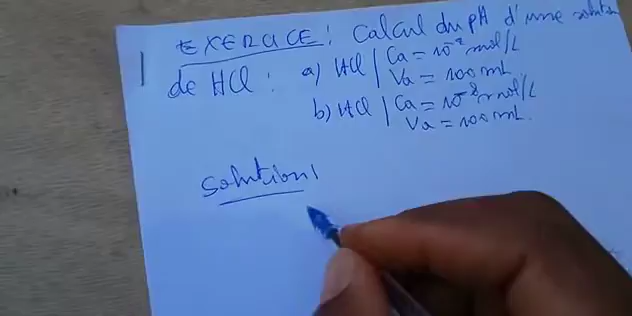 EXERCICE: Calcul du pH d'une solution
de HCl: a) HCl | Ca = 10⁻² mol/L
Va = 100 mL
b) HCl | Ca = 10⁻⁸ mol/L
Va = 100 mL.
Solution: